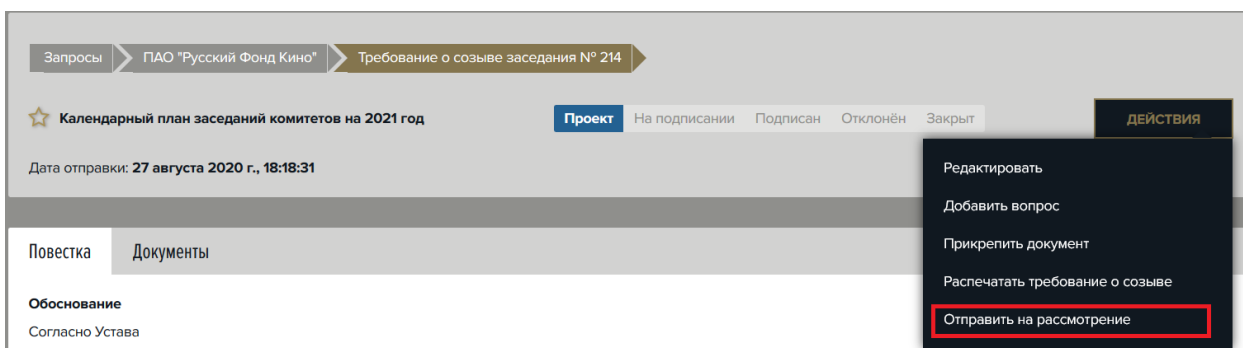 Запросы ПАО "Русский Фонд Кино" Требование о созыве заседания № 214
Календарный план заседаний комитетов на 2021 год Проект На подписании Подписан Отклонён Закрыт ДЕЙСТВИЯ
Дата отправки: 27 августа 2020 г., 18:18:31
Редактировать
Добавить вопрос
Прикрепить документ
Распечатать требование о созыве
Отправить на рассмотрение
Повестка Документы
Обоснование
Согласно Устава